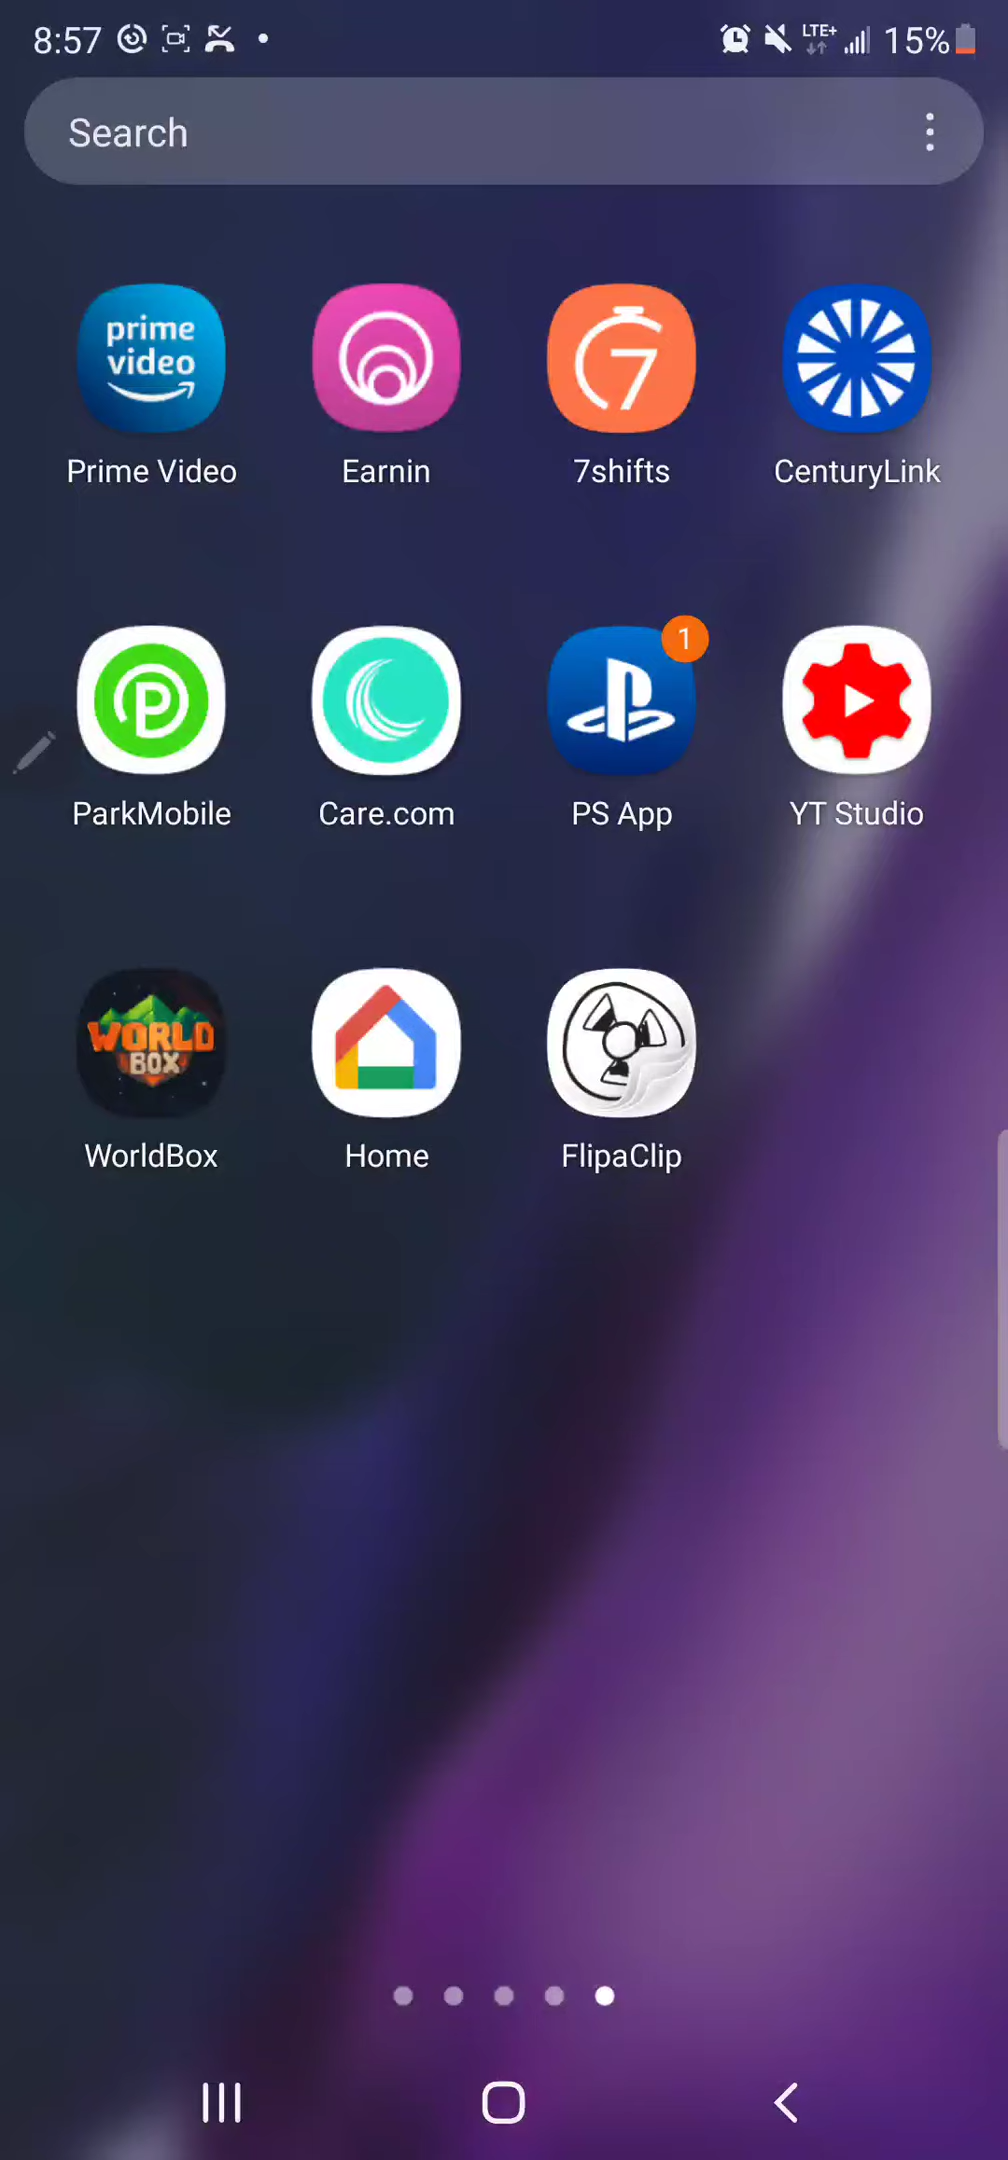 8:57 LTE+ 15%
Search
prime
video
7
Prime Video Earnin 7shifts CenturyLink
P
1
ParkMobile Care.com PS App YT Studio
WORLD
BOX
WorldBox Home FlipaClip